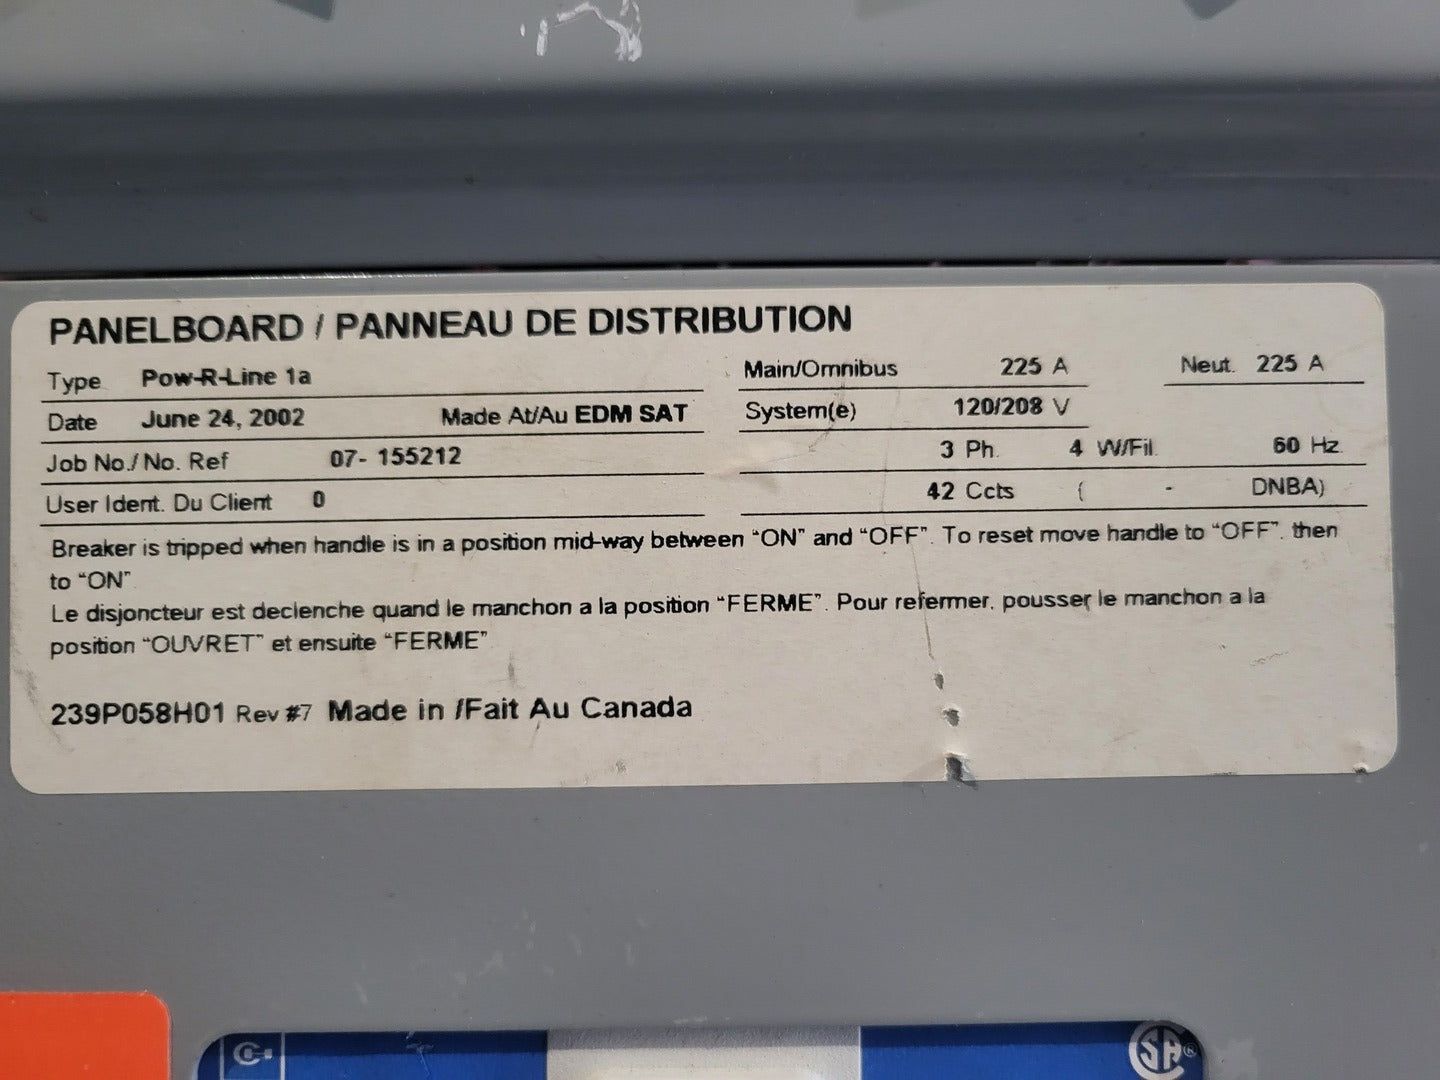 PANELBOARD / PANNEAU DE DISTRIBUTION
Type Pow-R-Line 1a
Main/Omnibus 225 A Neut. 225 A
Date June 24, 2002 Made At/Au EDM SAT
System(e) 120/208 V
Job No./ No. Ref 07- 155212
3 Ph. 4 W/Fil. 60 Hz.
User Ident. Du Client 0
42 Ccts ( - DNBA)
Breaker is tripped when handle is in a position mid-way between "ON" and "OFF". To reset move handle to "OFF". then
to "ON"
Le disjoncteur est declenche quand le manchon a la position "FERME". Pour refermer. pousser le manchon a la
position "OUVRET" et ensuite "FERME"
239P058H01 Rev #7 Made in /Fait Au Canada
SA®